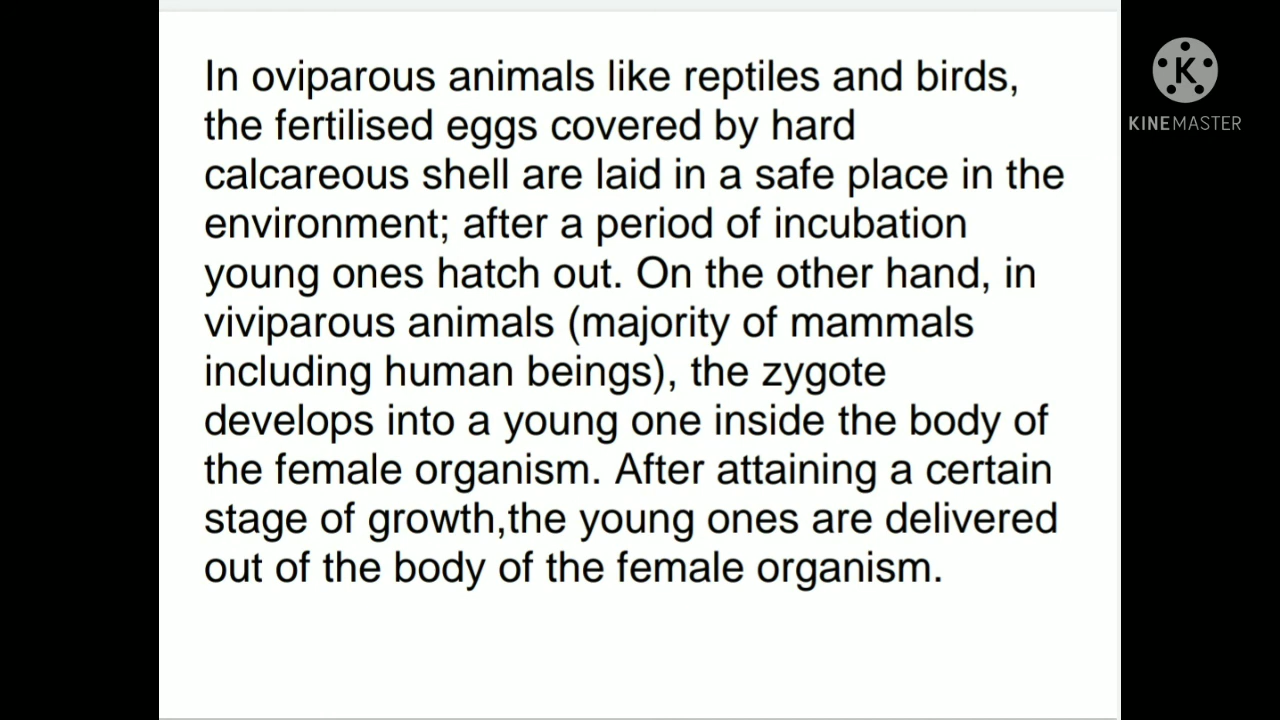 In oviparous animals like reptiles and birds,
the fertilised eggs covered by hard
calcareous shell are laid in a safe place in the
environment; after a period of incubation
young ones hatch out. On the other hand, in
viviparous animals (majority of mammals
including human beings), the zygote
develops into a young one inside the body of
the female organism. After attaining a certain
stage of growth,the young ones are delivered
out of the body of the female organism.
K
KINEMASTER